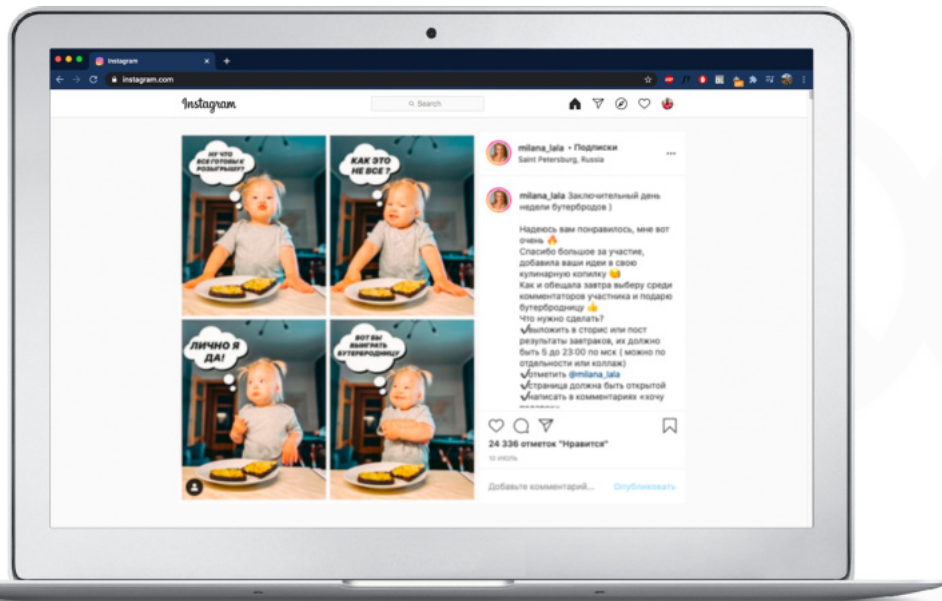 Instagram
instagram.com
Instagram
Search
НУ ЧТО
ВСЕ ГОТОВЫ К
РОЗЫГРЫШУ?
КАК ЭТО
НЕ ВСЕ ?
ЛИЧНО Я
ДА!
ВОТ БЫ
ВЫИГРАТЬ
БУТЕРБРОДНИЦУ
milana_lala • Подписки
Saint Petersburg, Russia
milana_lala Заключительный день
недели бутербродов )
Надеюсь вам понравилось, мне вот
очень 🔥
Спасибо большое за участие,
добавила ваши идеи в свою
кулинарную копилку
Как и обещала завтра выберу среди
комментаторов участника и подарю
бутербродницу 👍
Что нужно сделать?
✔выложить в сторис или пост
результаты завтраков, их должно
быть 5 до 23:00 по мск ( можно по
отдельности или коллаж)
✔отметить @milana_lala
✔страница должна быть открытой
✔написать в комментариях «хочу
24 336 отметок "Нравится"
10 ИЮЛЬ
Добавьте комментарий...
Опубликовать